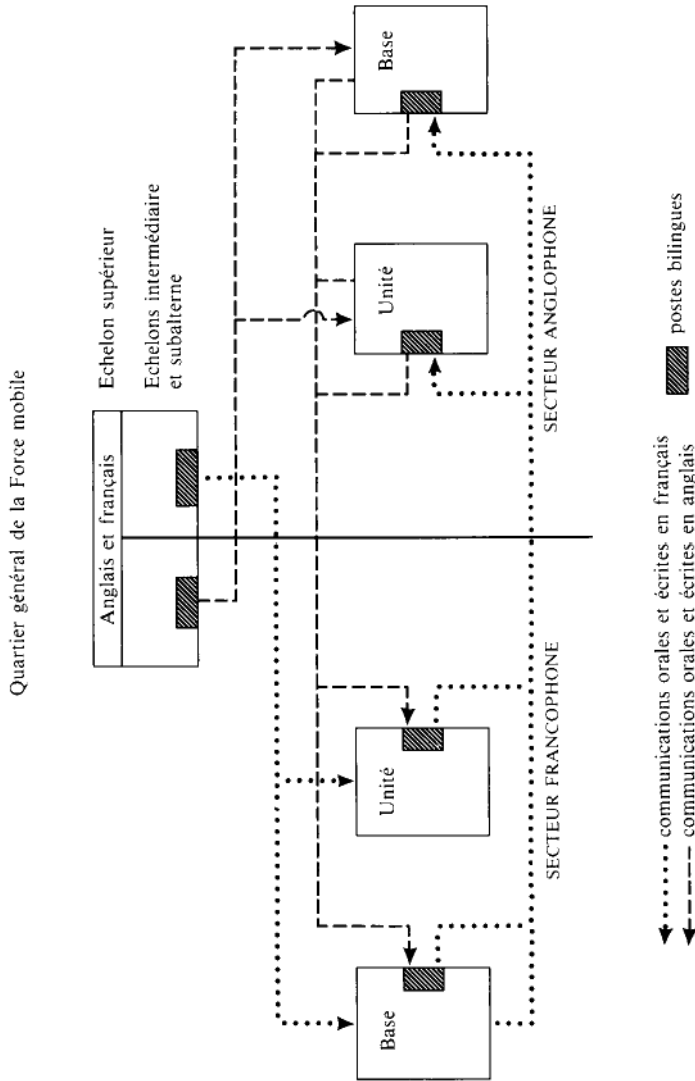 Quartier général de la Force mobile
Anglais et français
Echelon supérieur
Echelons intermédiaire
et subalterne
Base
Unité
Unité
Base
SECTEUR FRANCOPHONE
SECTEUR ANGLOPHONE
communications orales et écrites en français
communications orales et écrites en anglais
postes bilingues